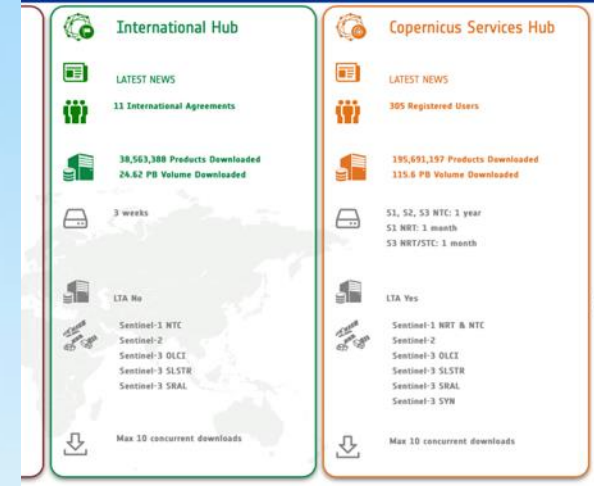 International Hub
LATEST NEWS
11 International Agreements
38,563,388 Products Downloaded
24.62 PB Volume Downloaded
3 weeks
LTA No
Sentinel-1 NTC
Sentinel-2
Sentinel-3 OLCI
Sentinel-3 SLSTR
Sentinel-3 SRAL
Max 10 concurrent downloads
Copernicus Services Hub
LATEST NEWS
305 Registered Users
195,691,197 Products Downloaded
115.6 PB Volume Downloaded
S1, S2, S3 NTC: 1 year
S1 NRT: 1 month
S3 NRT/STC: 1 month
LTA Yes
Sentinel-1 NRT & NTC
Sentinel-2
Sentinel-3 OLCI
Sentinel-3 SLSTR
Sentinel-3 SRAL
Sentinel-3 SYN
Max 10 concurrent downloads